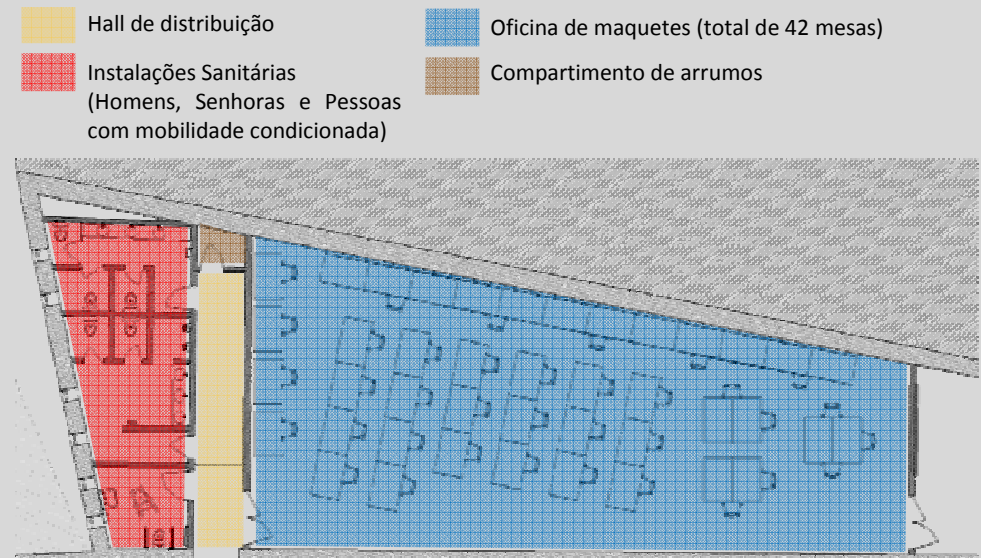 Hall de distribuição
Instalações Sanitárias
(Homens, Senhoras e Pessoas
com mobilidade condicionada)
Oficina de maquetes (total de 42 mesas)
Compartimento de arrumos